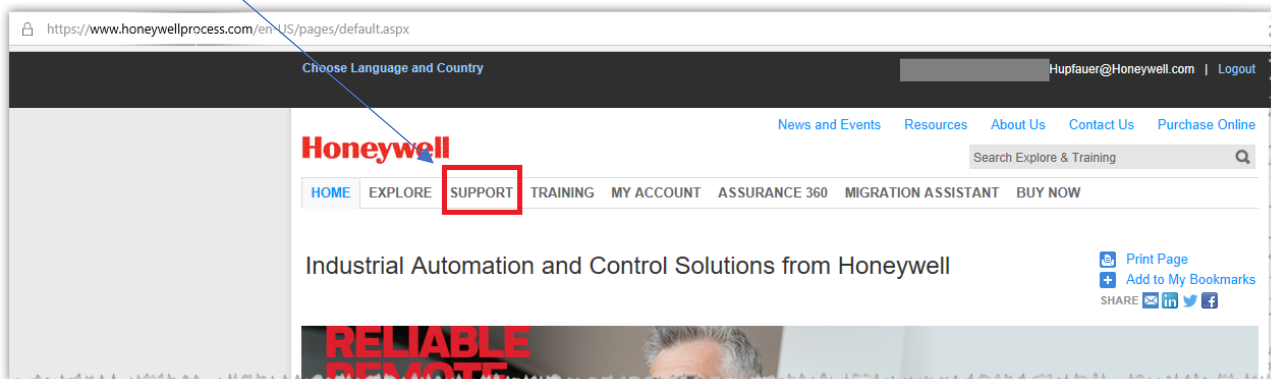 https://www.honeywellprocess.com/en-US/pages/default.aspx
Choose Language and Country
Hupfauer@Honeywell.com | Logout
News and Events Resources About Us Contact Us Purchase Online
Honeywell
Search Explore & Training
HOME EXPLORE SUPPORT TRAINING MY ACCOUNT ASSURANCE 360 MIGRATION ASSISTANT BUY NOW
Industrial Automation and Control Solutions from Honeywell
Print Page
Add to My Bookmarks
SHARE
RELIABLE
REMOTE